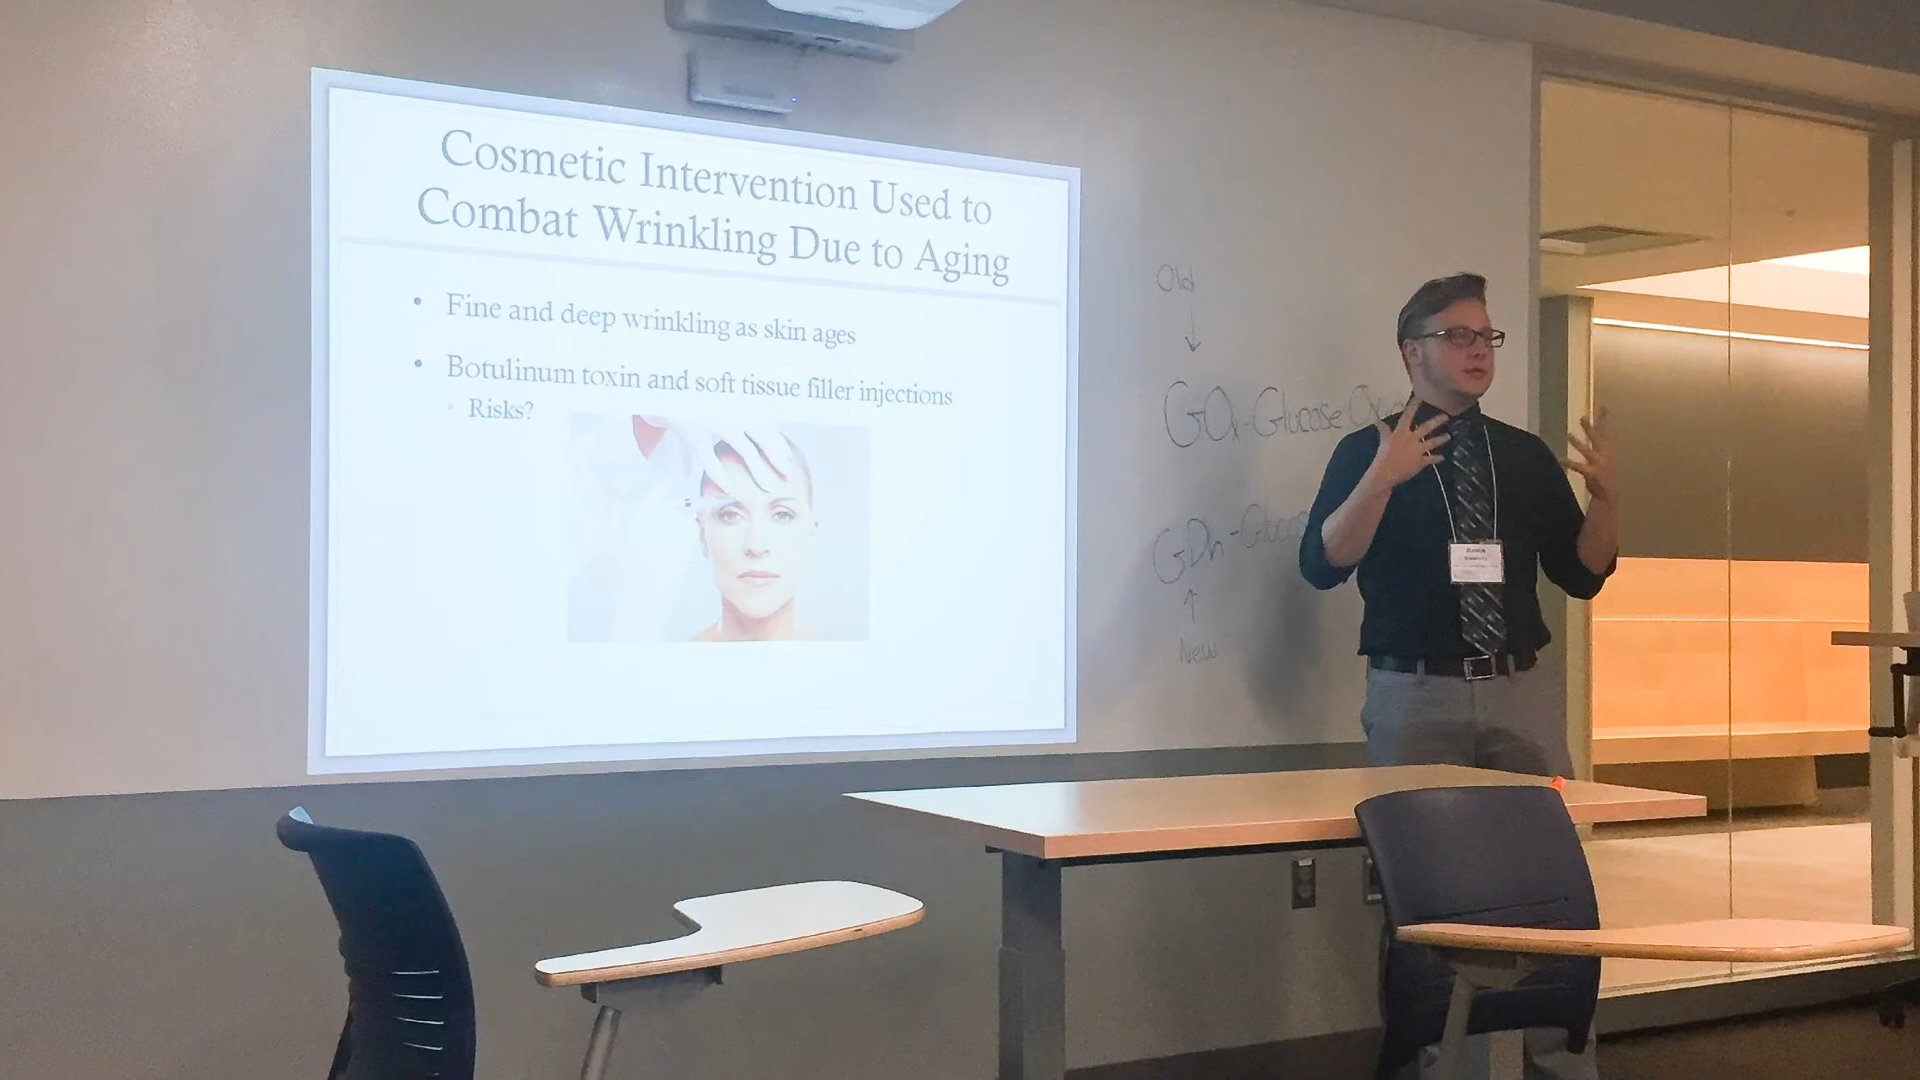 Cosmetic Intervention Used to
Combat Wrinkling Due to Aging
• Fine and deep wrinkling as skin ages
• Botulinum toxin and soft tissue filler injections
• Risks?
Old
GOx-Glucose
GDh-Glucos
New